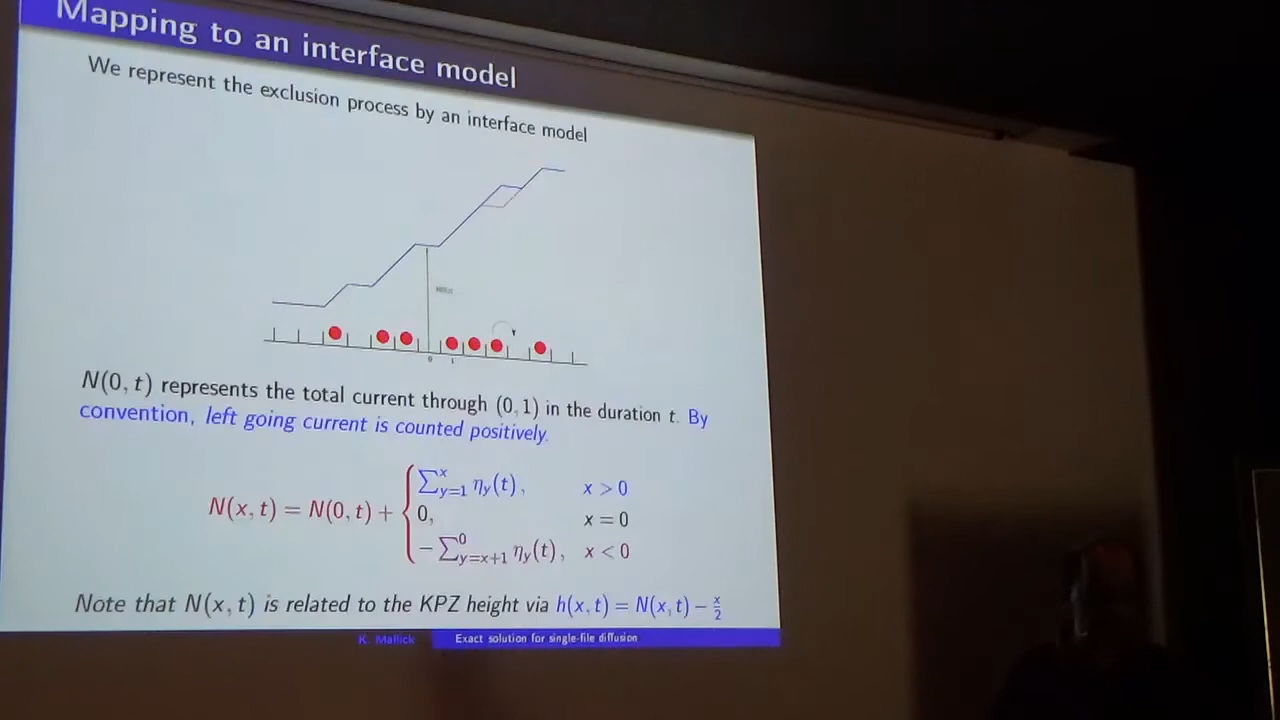 Mapping to an interface model
We represent the exclusion process by an interface model
0 1
N(0, t) represents the total current through (0, 1) in the duration t. By
convention, left going current is counted positively.
N(x, t) = N(0, t) + { ∑_{y=1}^{x} η_y(t), x > 0
0, x = 0
−∑_{y=x+1}^{0} η_y(t), x < 0
Note that N(x, t) is related to the KPZ height via h(x, t) = N(x, t) − x/2
K. Mallick Exact solution for single-file diffusion